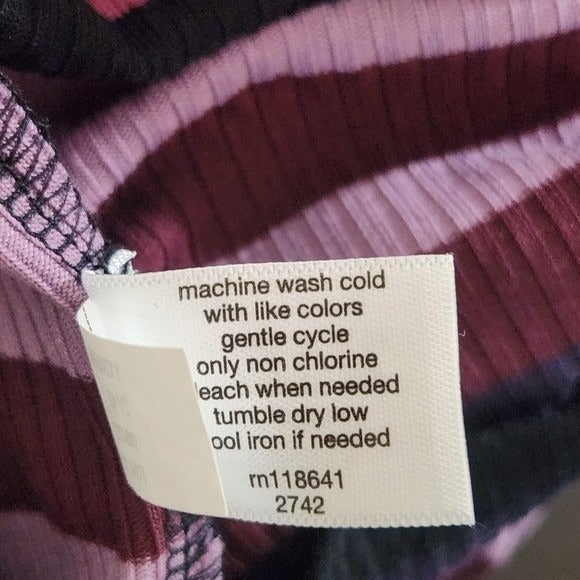 machine wash cold
with like colors
gentle cycle
only non chlorine
leach when needed
tumble dry low
ool iron if needed
rn118641
2742